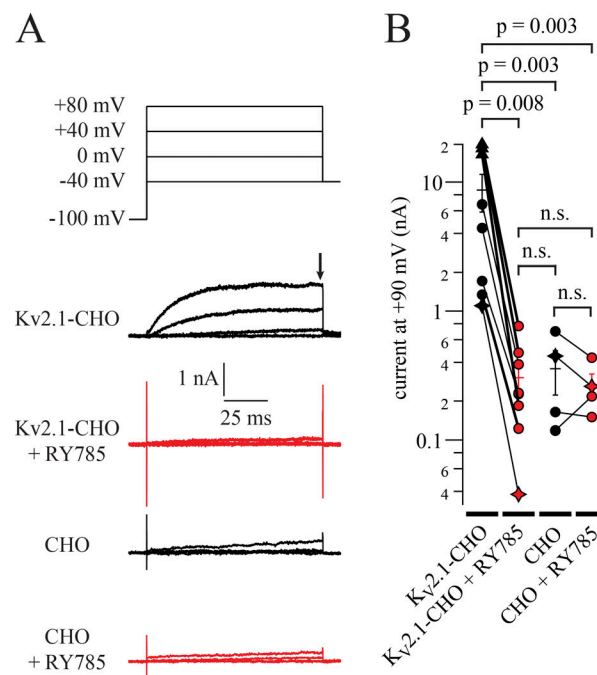 A
+80 mV
+40 mV
0 mV
-40 mV
-100 mV
Kv2.1-CHO
1 nA
25 ms
Kv2.1-CHO
+ RY785
CHO
CHO
+ RY785
B
p = 0.003
p = 0.003
p = 0.008
n.s.
n.s.
n.s.
current at +90 mV (nA)
2
10
6
4
2
1
6
4
2
0.1
6
4
Kv2.1-CHO
Kv2.1-CHO + RY785
CHO
CHO + RY785